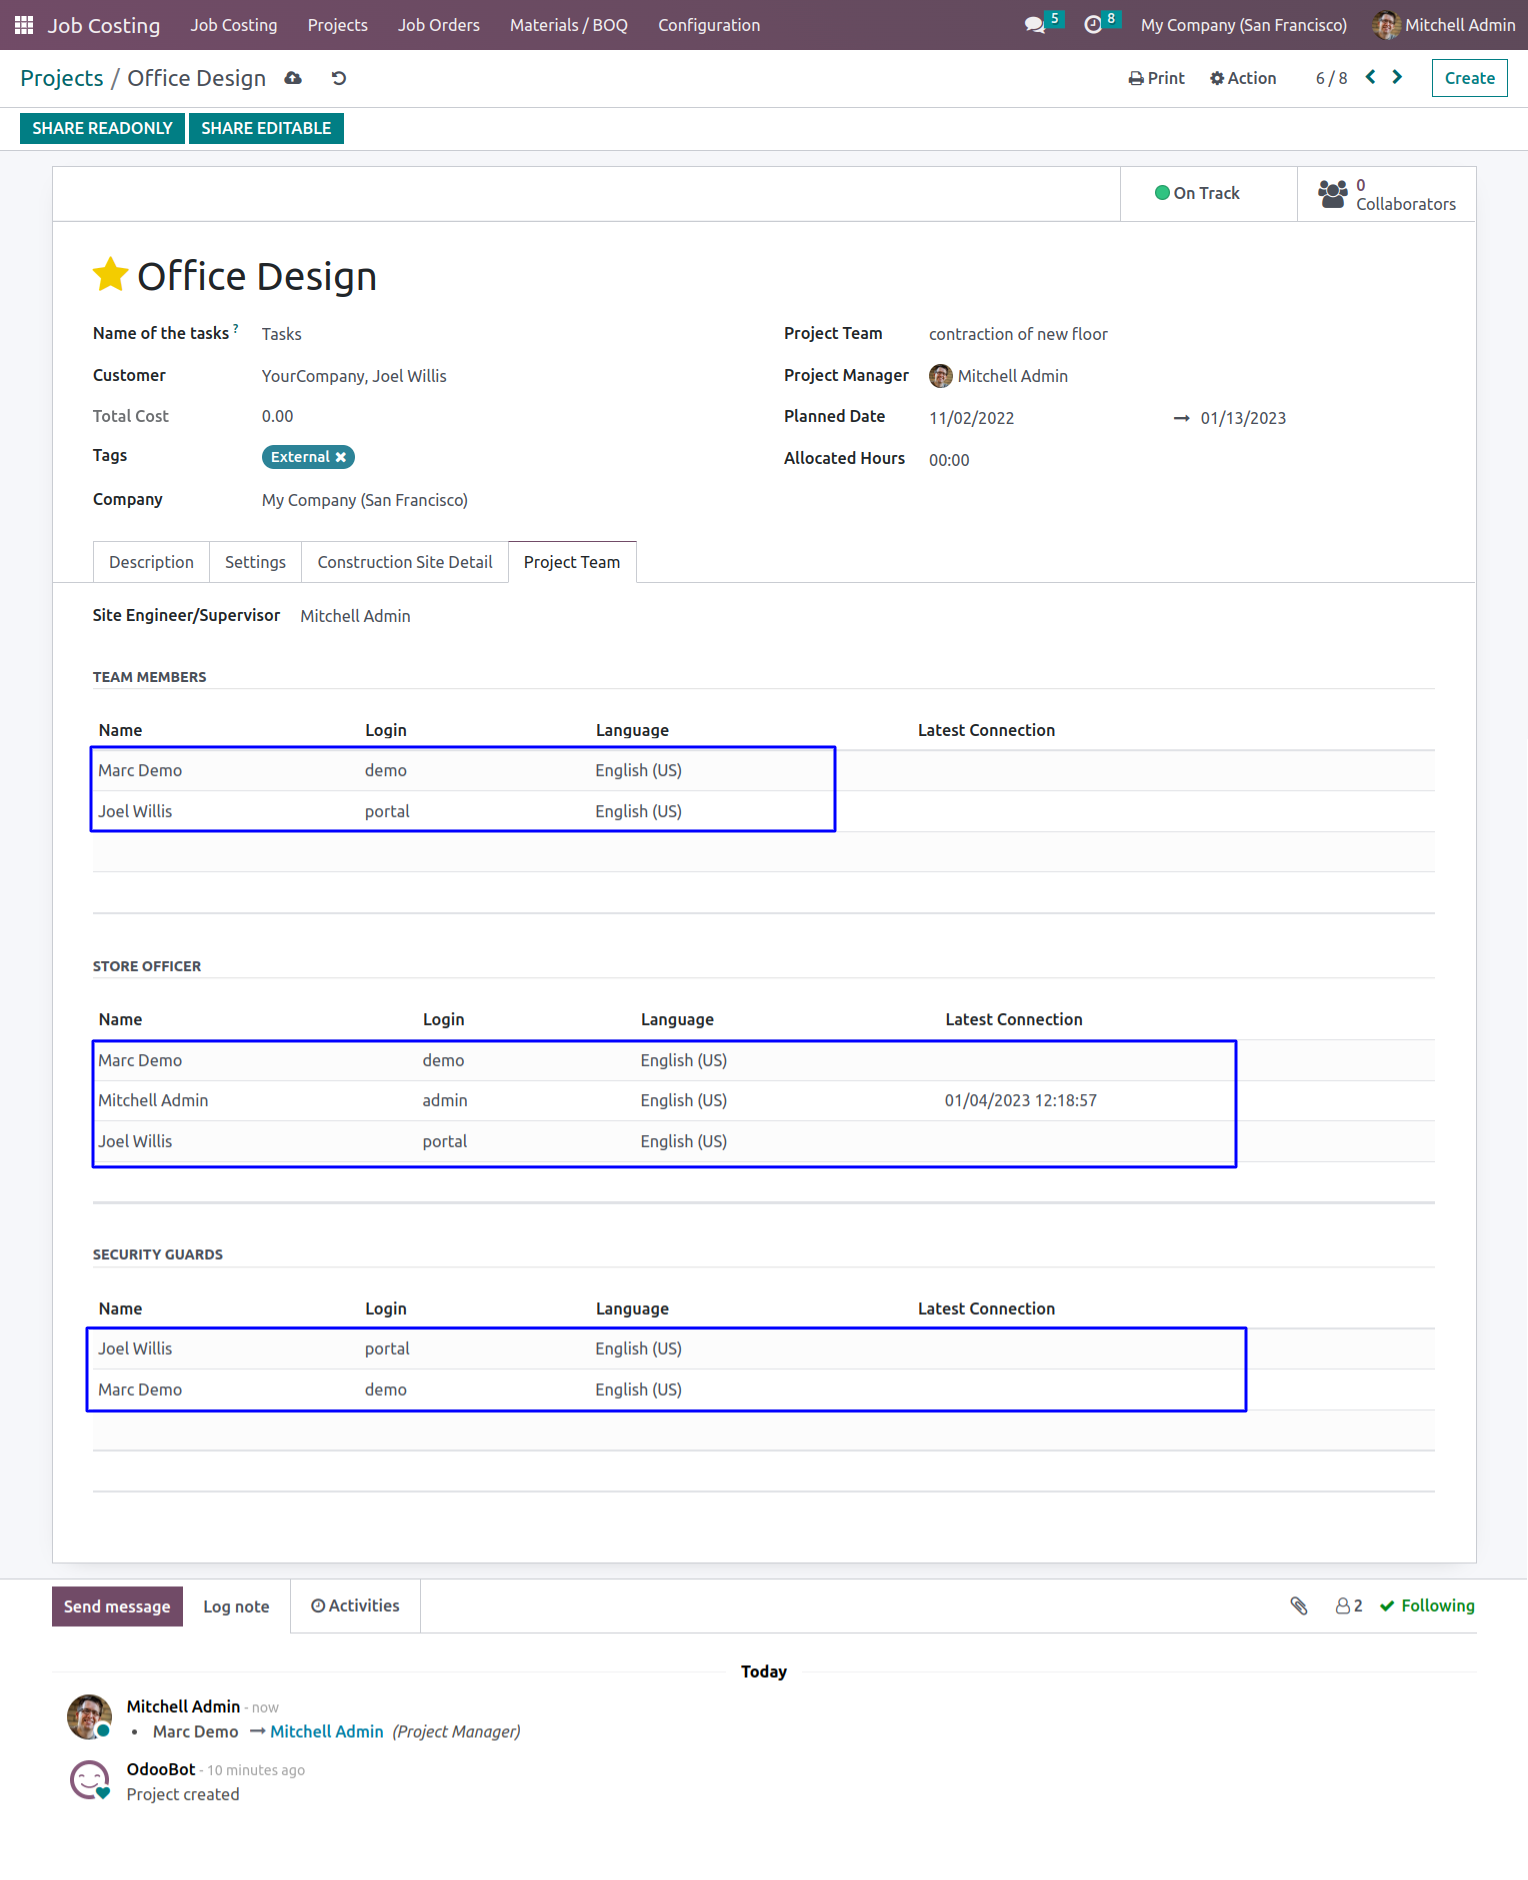 Job Costing Job Costing Projects Job Orders Materials / BOQ Configuration 5 8 My Company (San Francisco) Mitchell Admin
Projects / Office Design Print Action 6 / 8 Create
SHARE READONLY SHARE EDITABLE
On Track 0 Collaborators
Office Design
Name of the tasks ? Tasks Project Team contraction of new floor
Customer YourCompany, Joel Willis Project Manager Mitchell Admin
Total Cost 0.00 Planned Date 11/02/2022 → 01/13/2023
Tags External ✖ Allocated Hours 00:00
Company My Company (San Francisco)
Description Settings Construction Site Detail Project Team
Site Engineer/Supervisor Mitchell Admin
TEAM MEMBERS
Name Login Language Latest Connection
Marc Demo demo English (US)
Joel Willis portal English (US)
STORE OFFICER
Name Login Language Latest Connection
Marc Demo demo English (US)
Mitchell Admin admin English (US) 01/04/2023 12:18:57
Joel Willis portal English (US)
SECURITY GUARDS
Name Login Language Latest Connection
Joel Willis portal English (US)
Marc Demo demo English (US)
Send message Log note Activities 2 Following
Today
Mitchell Admin - now
• Marc Demo → Mitchell Admin (Project Manager)
OdooBot - 10 minutes ago
Project created